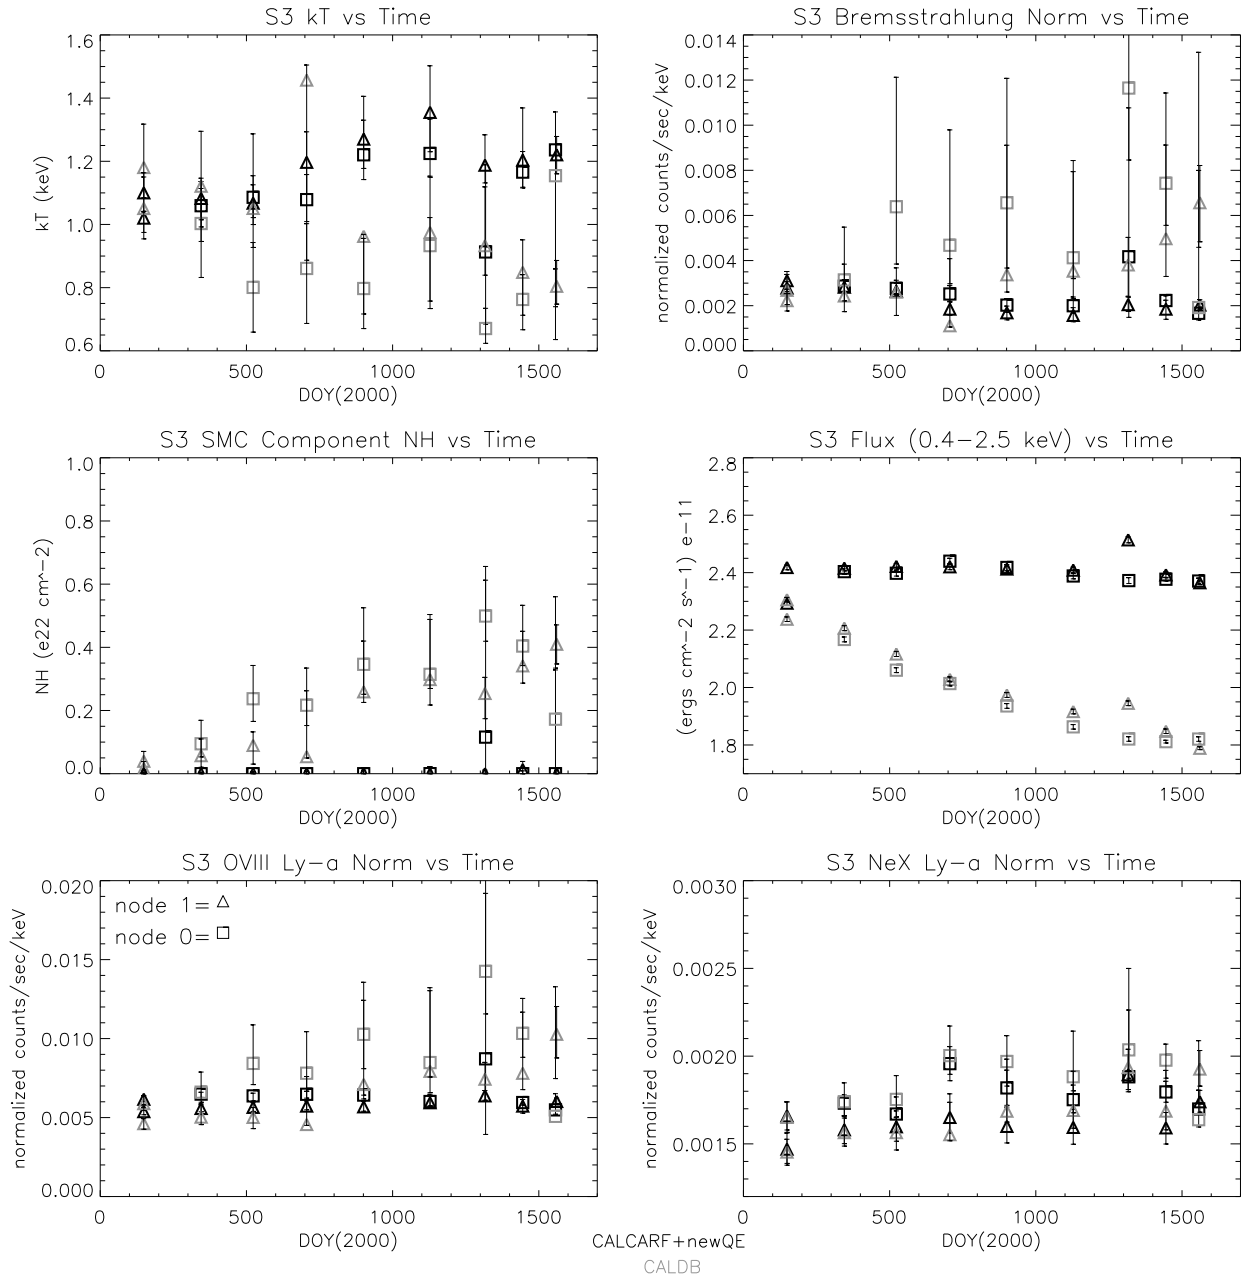 S3 kT vs Time
kT (keV)
1.6
1.4
1.2
1.0
0.8
0.6
0 500 1000 1500
DOY(2000)
S3 Bremsstrahlung Norm vs Time
normalized counts/sec/keV
0.014
0.012
0.010
0.008
0.006
0.004
0.002
0.000
0 500 1000 1500
DOY(2000)
S3 SMC Component NH vs Time
NH (e22 cm^-2)
1.0
0.8
0.6
0.4
0.2
0.0
0 500 1000 1500
DOY(2000)
S3 Flux (0.4-2.5 keV) vs Time
(ergs cm^-2 s^-1) e-11
2.8
2.6
2.4
2.2
2.0
1.8
0 500 1000 1500
DOY(2000)
S3 OVIII Ly-a Norm vs Time
normalized counts/sec/keV
0.020
0.015
0.010
0.005
0.000
node 1=
node 0=
0 500 1000 1500
DOY(2000)
S3 NeX Ly-a Norm vs Time
normalized counts/sec/keV
0.0030
0.0025
0.0020
0.0015
0 500 1000 1500
DOY(2000)
CALCARF+newQE
CALDB